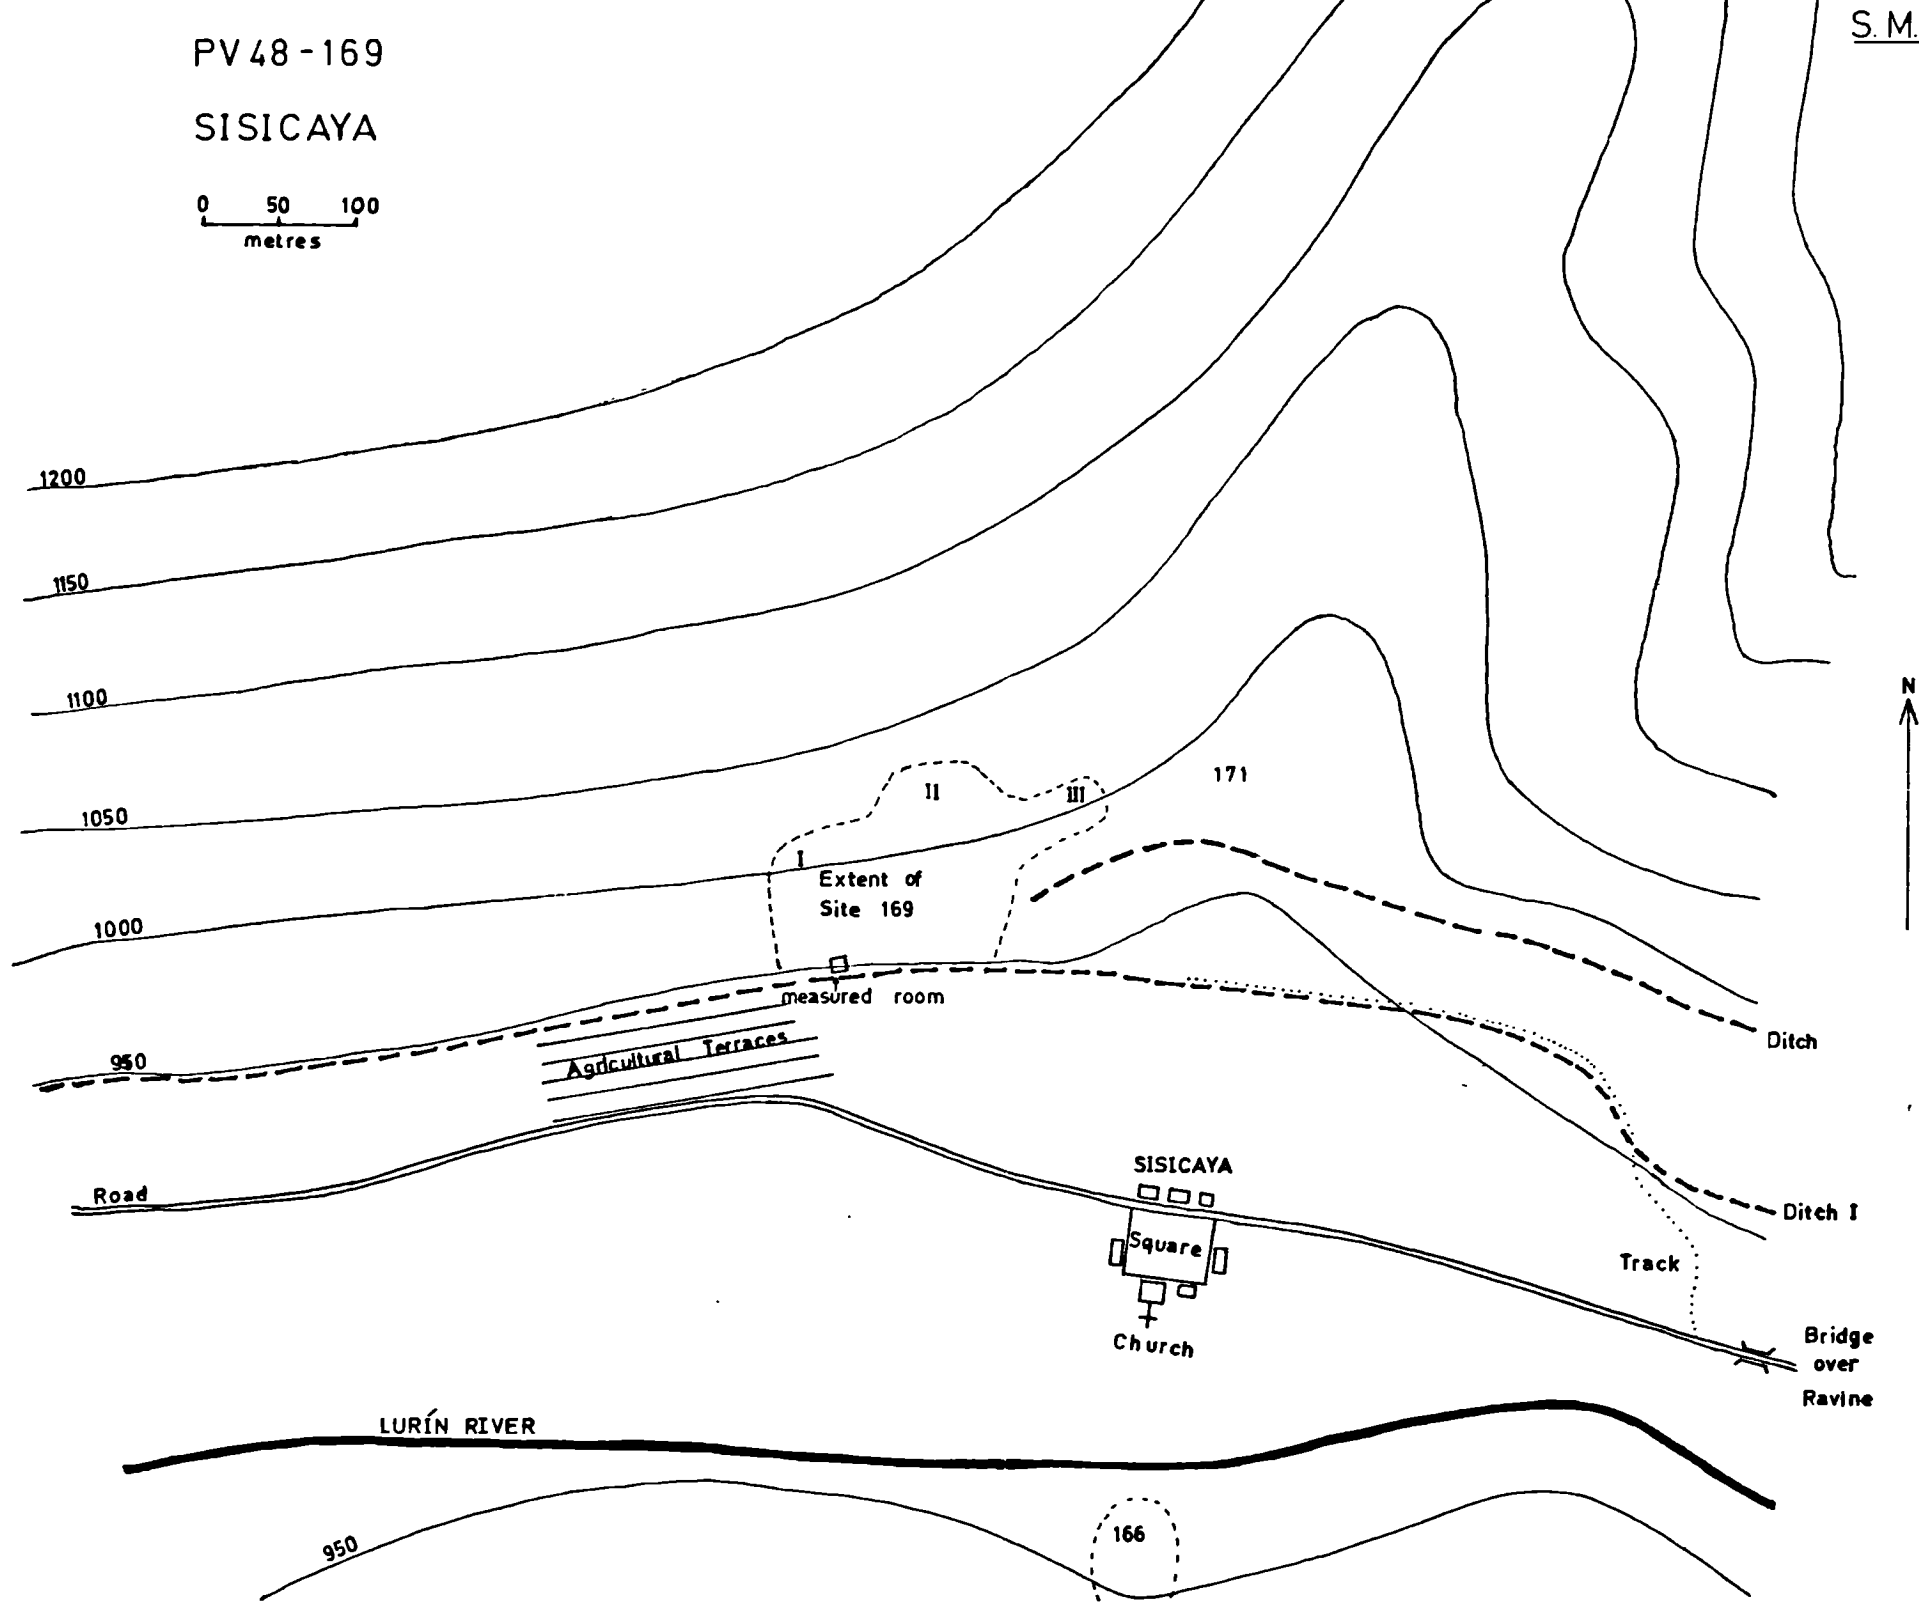 PV48-169
S.M.
SISICAYA
0 50 100
metres
1200
1150
1100
N
1050
II
III
171
I
Extent of
Site 169
1000
measured room
Agricultural Terraces
Ditch
950
SISICAYA
Road
Ditch I
Square
Track
Church
Bridge
over
Ravine
LURÍN RIVER
166
950